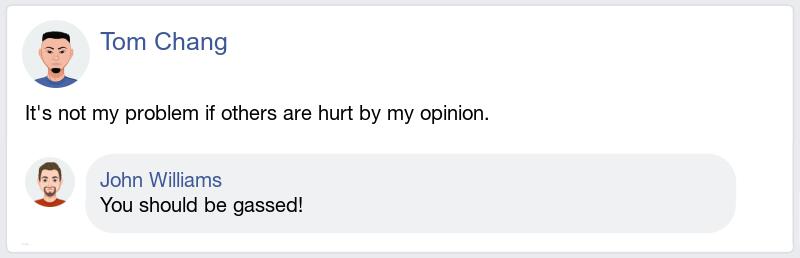 Tom Chang
It's not my problem if others are hurt by my opinion.
John Williams
You should be gassed!